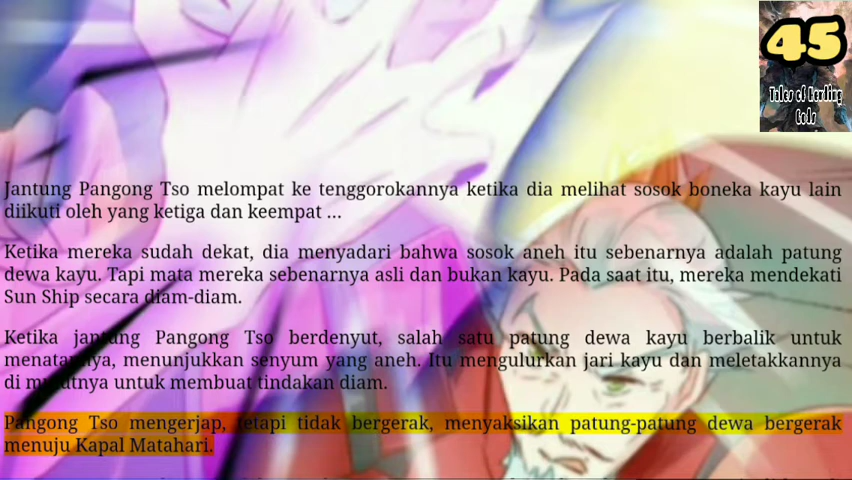 45
Tales of Herding
Gods
Jantung Pangong Tso melompat ke tenggorokannya ketika dia melihat sosok boneka kayu lain
diikuti oleh yang ketiga dan keempat ...
Ketika mereka sudah dekat, dia menyadari bahwa sosok aneh itu sebenarnya adalah patung
dewa kayu. Tapi mata mereka sebenarnya asli dan bukan kayu. Pada saat itu, mereka mendekati
Sun Ship secara diam-diam.
Ketika jantung Pangong Tso berdenyut, salah satu patung dewa kayu berbalik untuk
menatapnya, menunjukkan senyum yang aneh. Itu mengulurkan jari kayu dan meletakkannya
di mulutnya untuk membuat tindakan diam.
Pangong Tso mengerjap, tetapi tidak bergerak, menyaksikan patung-patung dewa bergerak
menuju Kapal Matahari.